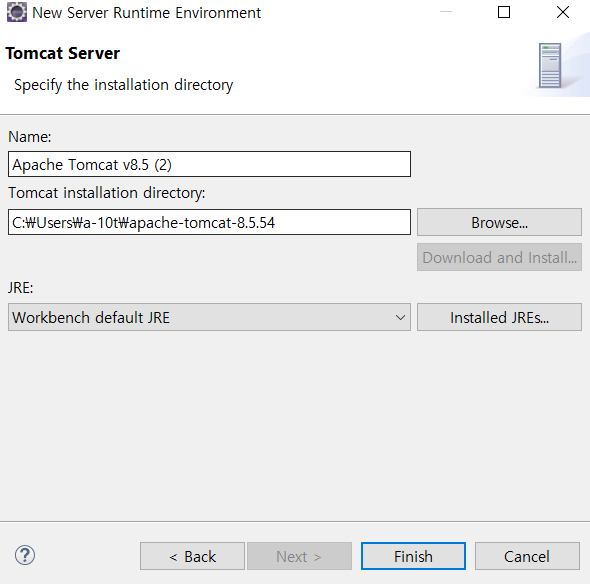 New Server Runtime Environment
Tomcat Server
Specify the installation directory
Name:
Apache Tomcat v8.5 (2)
Tomcat installation directory:
C:₩Users₩a-10t₩apache-tomcat-8.5.54
Browse...
Download and Install...
JRE:
Workbench default JRE
Installed JREs...
?
< Back
Next >
Finish
Cancel